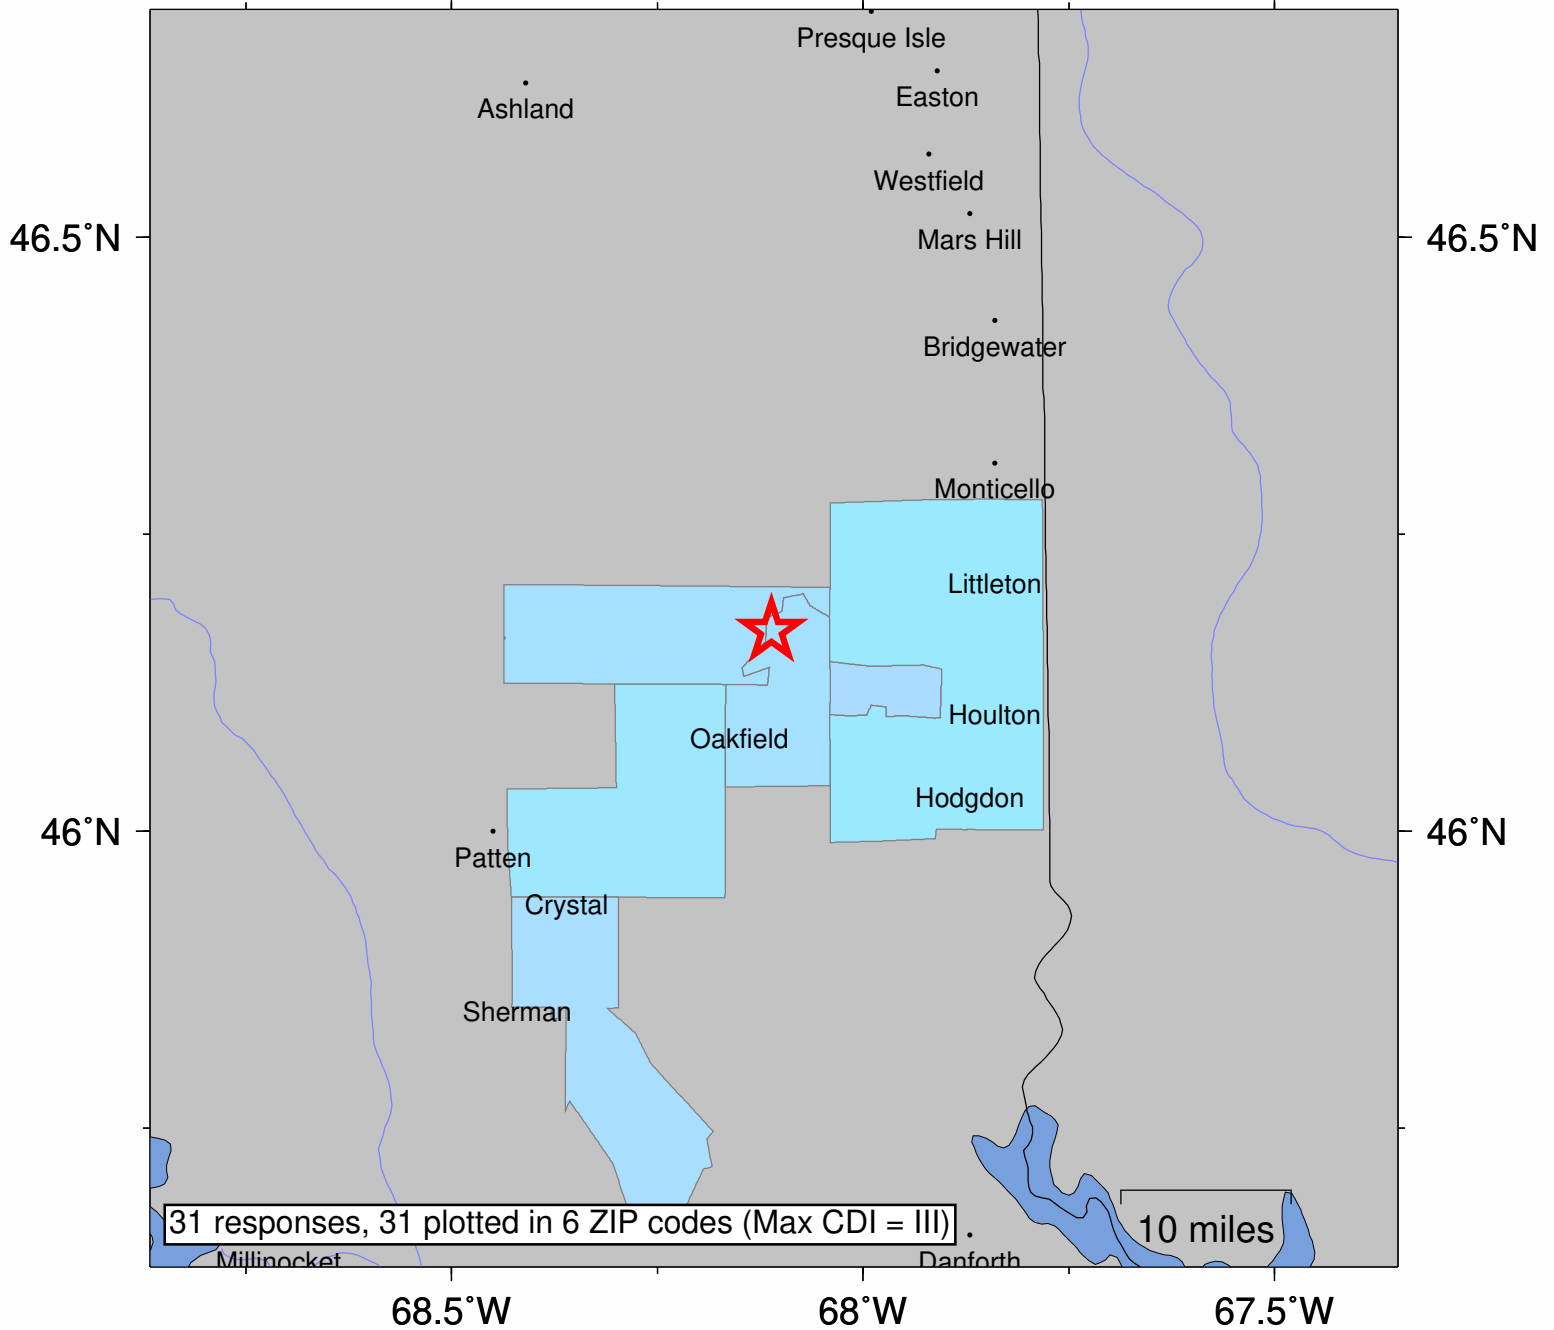 Presque Isle
Easton
Ashland
Westfield
46.5˚N
Mars Hill
46.5˚N
Bridgewater
Monticello
Littleton
Houlton
Oakfield
Hodgdon
46˚N
46˚N
Patten
Crystal
Sherman
31 responses, 31 plotted in 6 ZIP codes (Max CDI = III)
10 miles
Millinocket
Danforth
68.5˚W
68˚W
67.5˚W